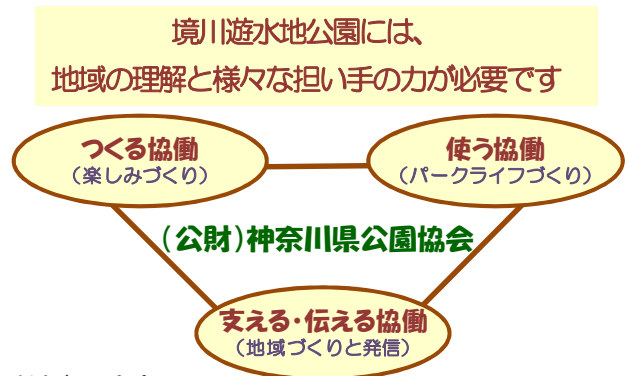 境川遊水地公園には、
地域の理解と様々な担い手の力が必要です
つくる協働
（楽しみづくり）
使う協働
（パークライフづくり）
（公財）神奈川県公園協会
支える・伝える協働
（地域づくりと発信）